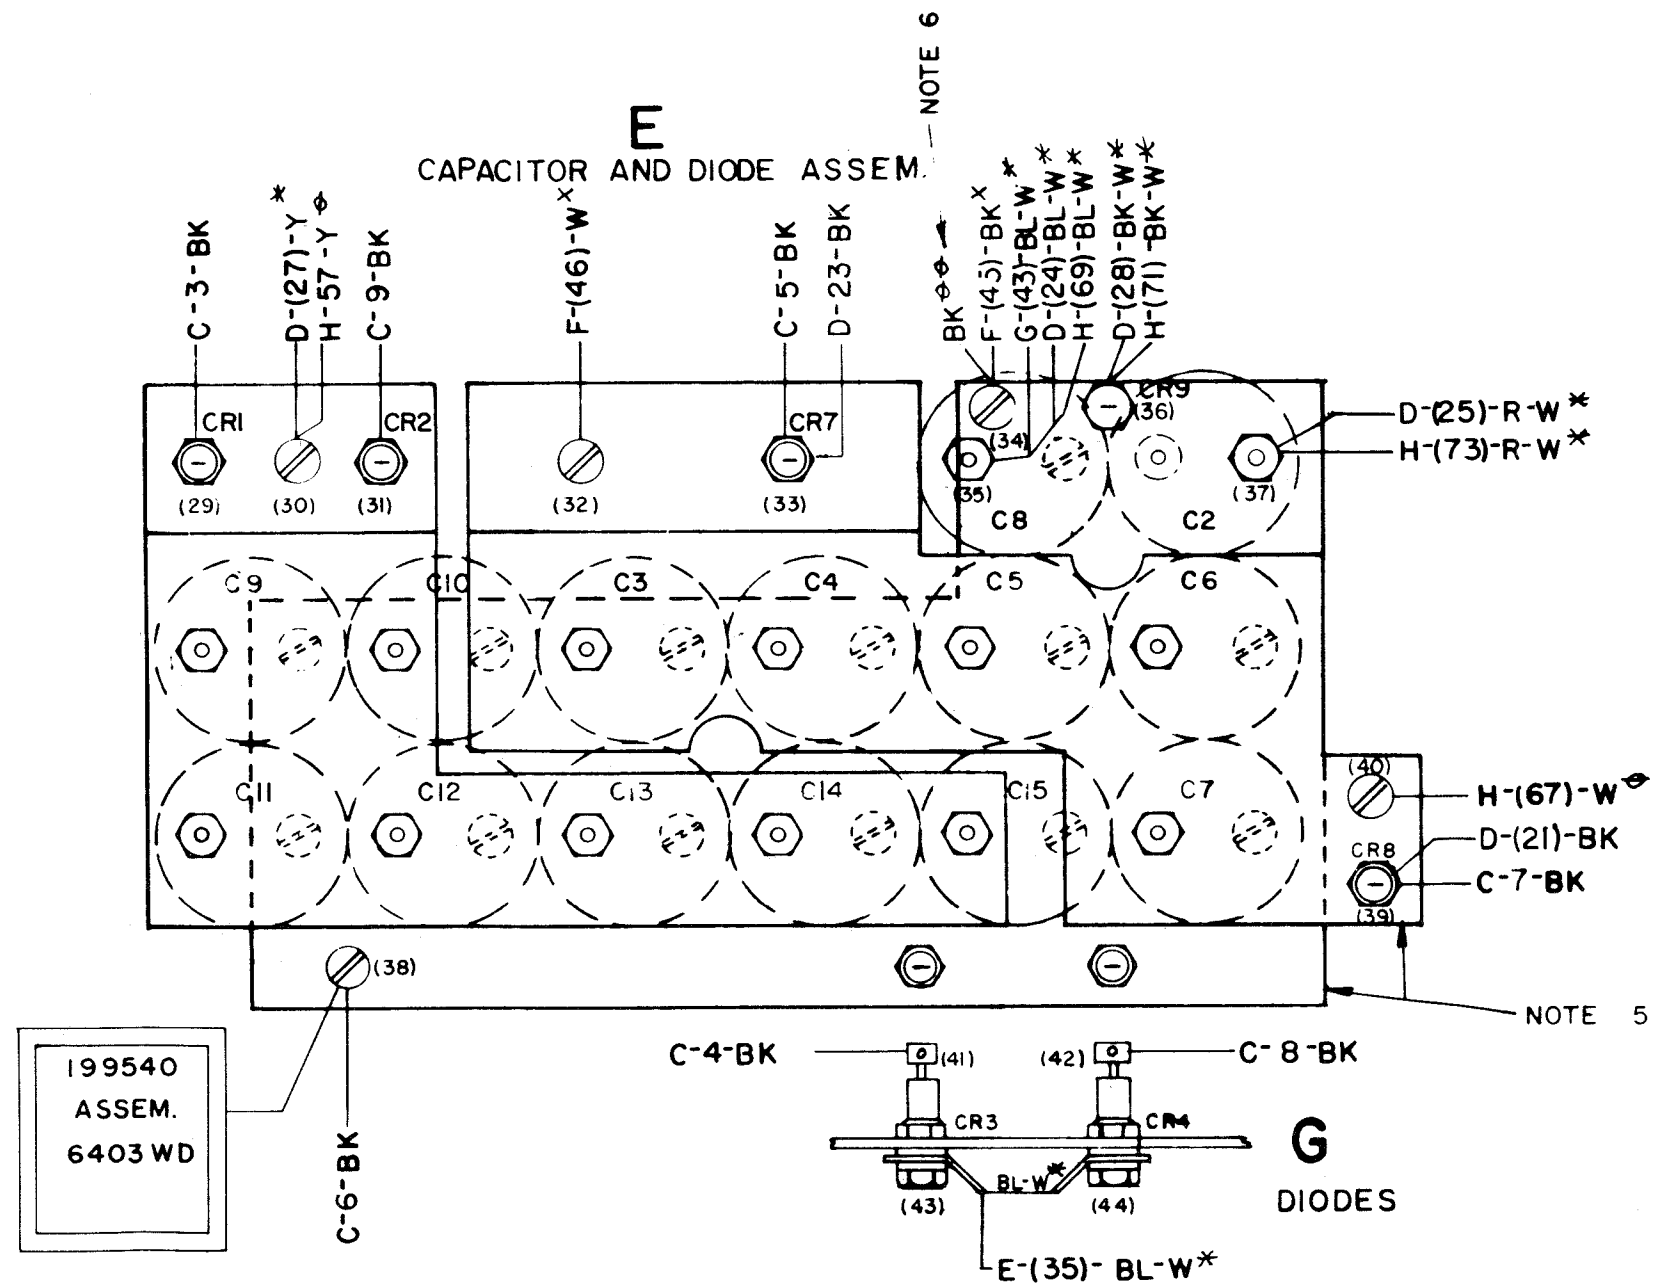 NOTE 6
E
CAPACITOR AND DIODE ASSEM.
C-3-BK
D-(27)-Y*
H-57-Y ø
C-9-BK
F-(46)-W×
C-5-BK
D-23-BK
BK ø ø
F-(45)-BK×
G-(43)-BL-W*
D-(24)-BL-W*
H-(69)-BL-W*
D-(28)-BK-W*
H-(71)-BK-W*
CR1
CR2
CR7
CR9
(36)
D-(25)-R-W*
H-(73)-R-W*
(34)
(29)
(30)
(31)
(32)
(33)
(35)
(37)
C8
C2
C9
C10
C3
C4
C5
C6
C11
C12
C13
C14
C15
C7
(40)
H-(67)-W ø
D-(21)-BK
CR8
C-7-BK
(39)
(38)
NOTE 5
199540
ASSEM.
6403WD
C-6-BK
C-4-BK
(41)
(42)
C-8-BK
CR3
CR4
G
DIODES
BL-W*
(43)
(44)
E-(35)-BL-W*